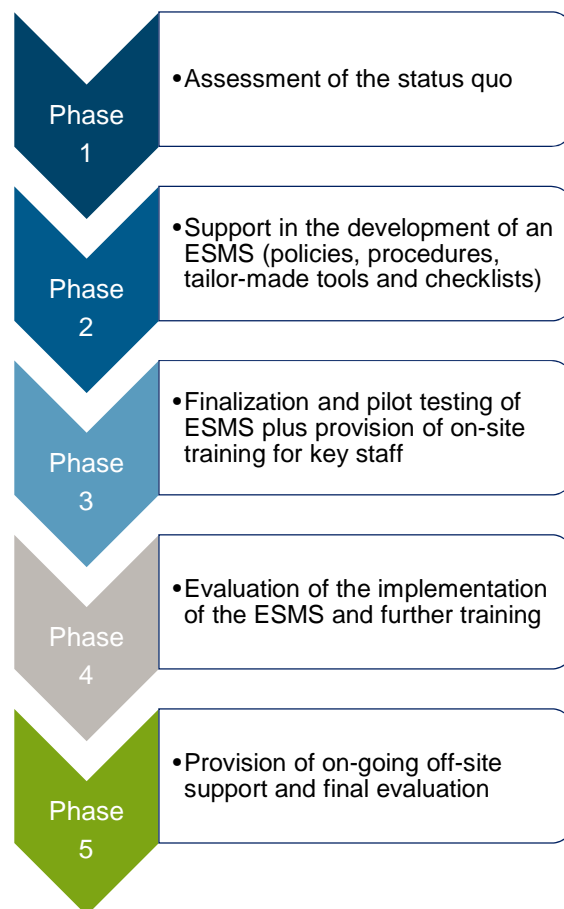 Phase
1
•Assessment of the status quo
Phase
2
•Support in the development of an
ESMS (policies, procedures,
tailor-made tools and checklists)
Phase
3
•Finalization and pilot testing of
ESMS plus provision of on-site
training for key staff
Phase
4
•Evaluation of the implementation
of the ESMS and further training
Phase
5
•Provision of on-going off-site
support and final evaluation